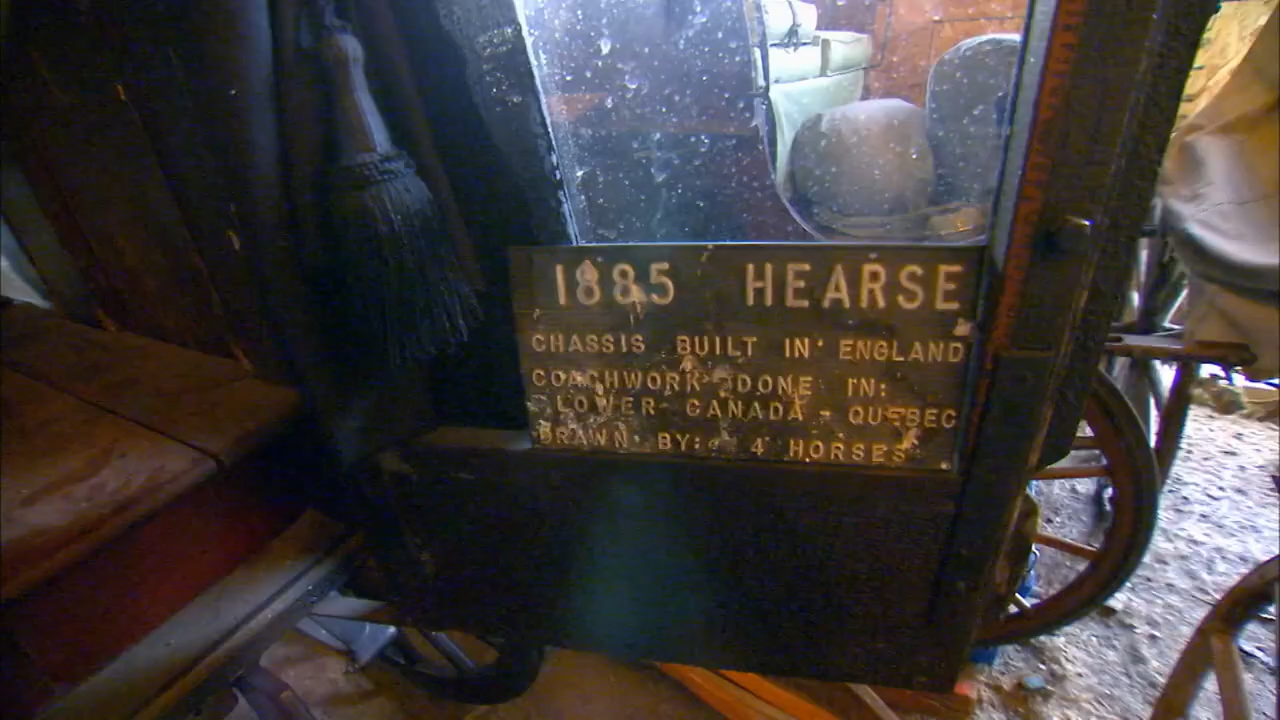 1885 HEARSE
CHASSIS BUILT IN ENGLAND
COACHWORK DONE IN:
LOWER CANADA - QUEBEC
DRAWN BY: 4 HORSES